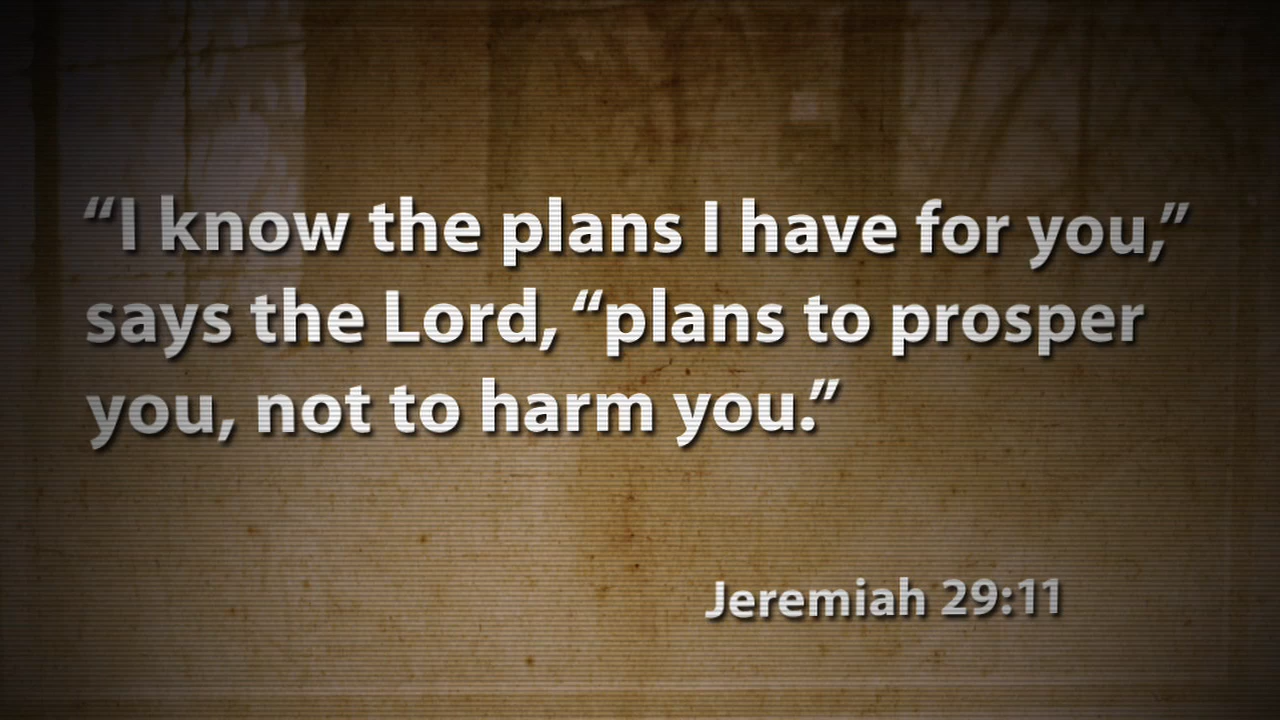 “I know the plans I have for you,”
says the Lord, “plans to prosper
you, not to harm you.”
Jeremiah 29:11